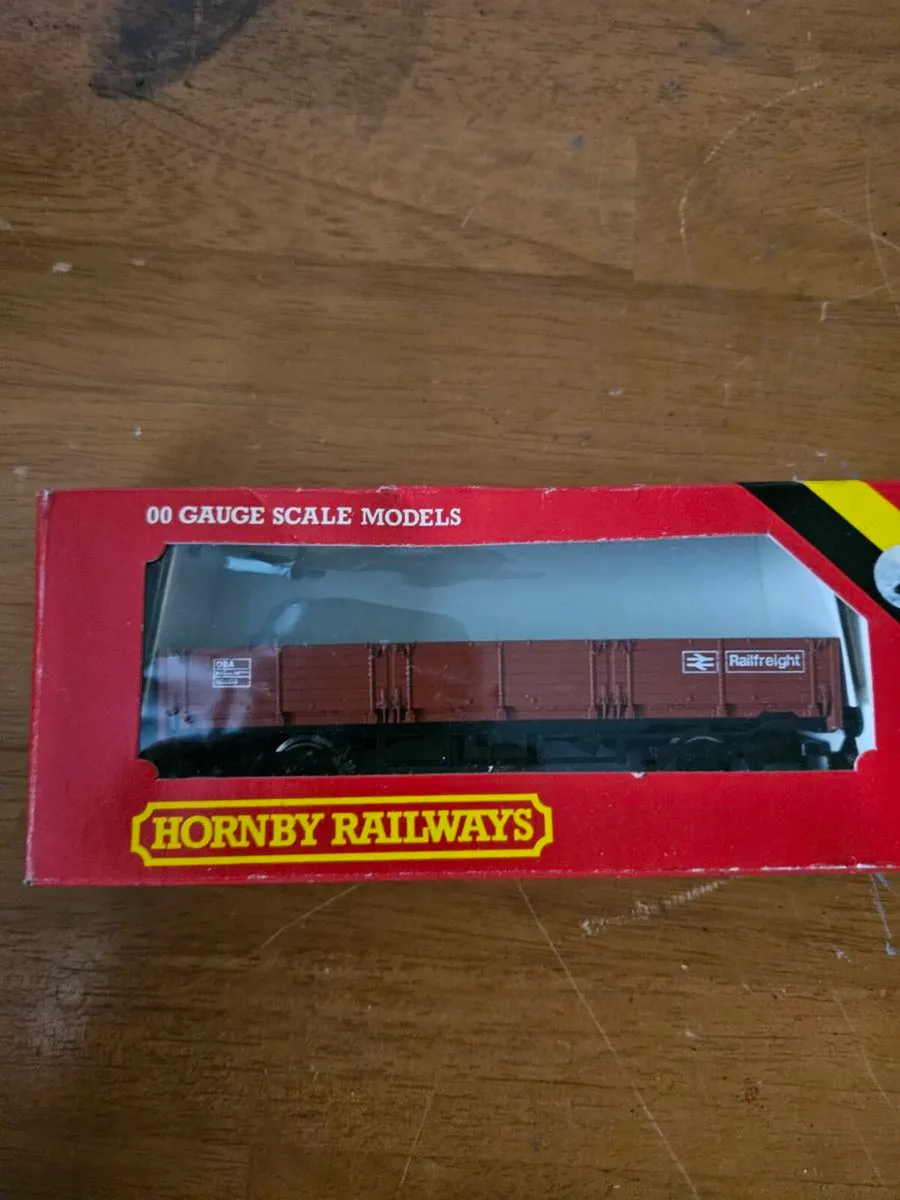 00 GAUGE SCALE MODELS
OBA
Railfreight
HORNBY RAILWAYS